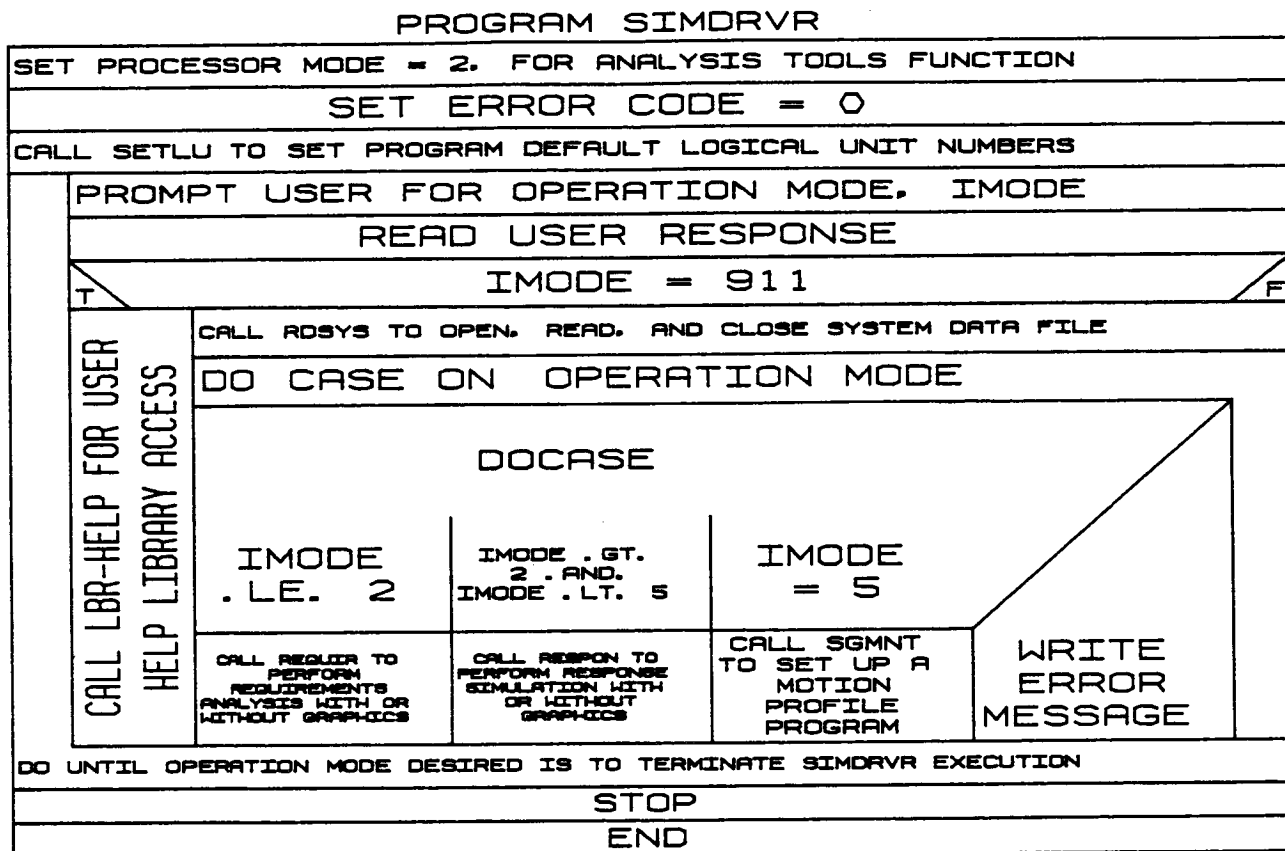 PROGRAM SIMDRVR
SET PROCESSOR MODE = 2. FOR ANALYSIS TOOLS FUNCTION
SET ERROR CODE = 0
CALL SETLU TO SET PROGRAM DEFAULT LOGICAL UNIT NUMBERS
PROMPT USER FOR OPERATION MODE. IMODE
READ USER RESPONSE
T
IMODE = 911
F
CALL LBR-HELP FOR USER
HELP LIBRARY ACCESS
CALL RDSYS TO OPEN. READ. AND CLOSE SYSTEM DATA FILE
DO CASE ON OPERATION MODE
DOCASE
IMODE
.LE. 2
IMODE .GT.
2 .AND.
IMODE .LT. 5
IMODE
= 5
CALL REQUIR TO
PERFORM
REQUIREMENTS
ANALYSIS WITH OR
WITHOUT GRAPHICS
CALL RESPON TO
PERFORM RESPONSE
SIMULATION WITH
OR WITHOUT
GRAPHICS
CALL SGMNT
TO SET UP A
MOTION
PROFILE
PROGRAM
WRITE
ERROR
MESSAGE
DO UNTIL OPERATION MODE DESIRED IS TO TERMINATE SIMDRVR EXECUTION
STOP
END